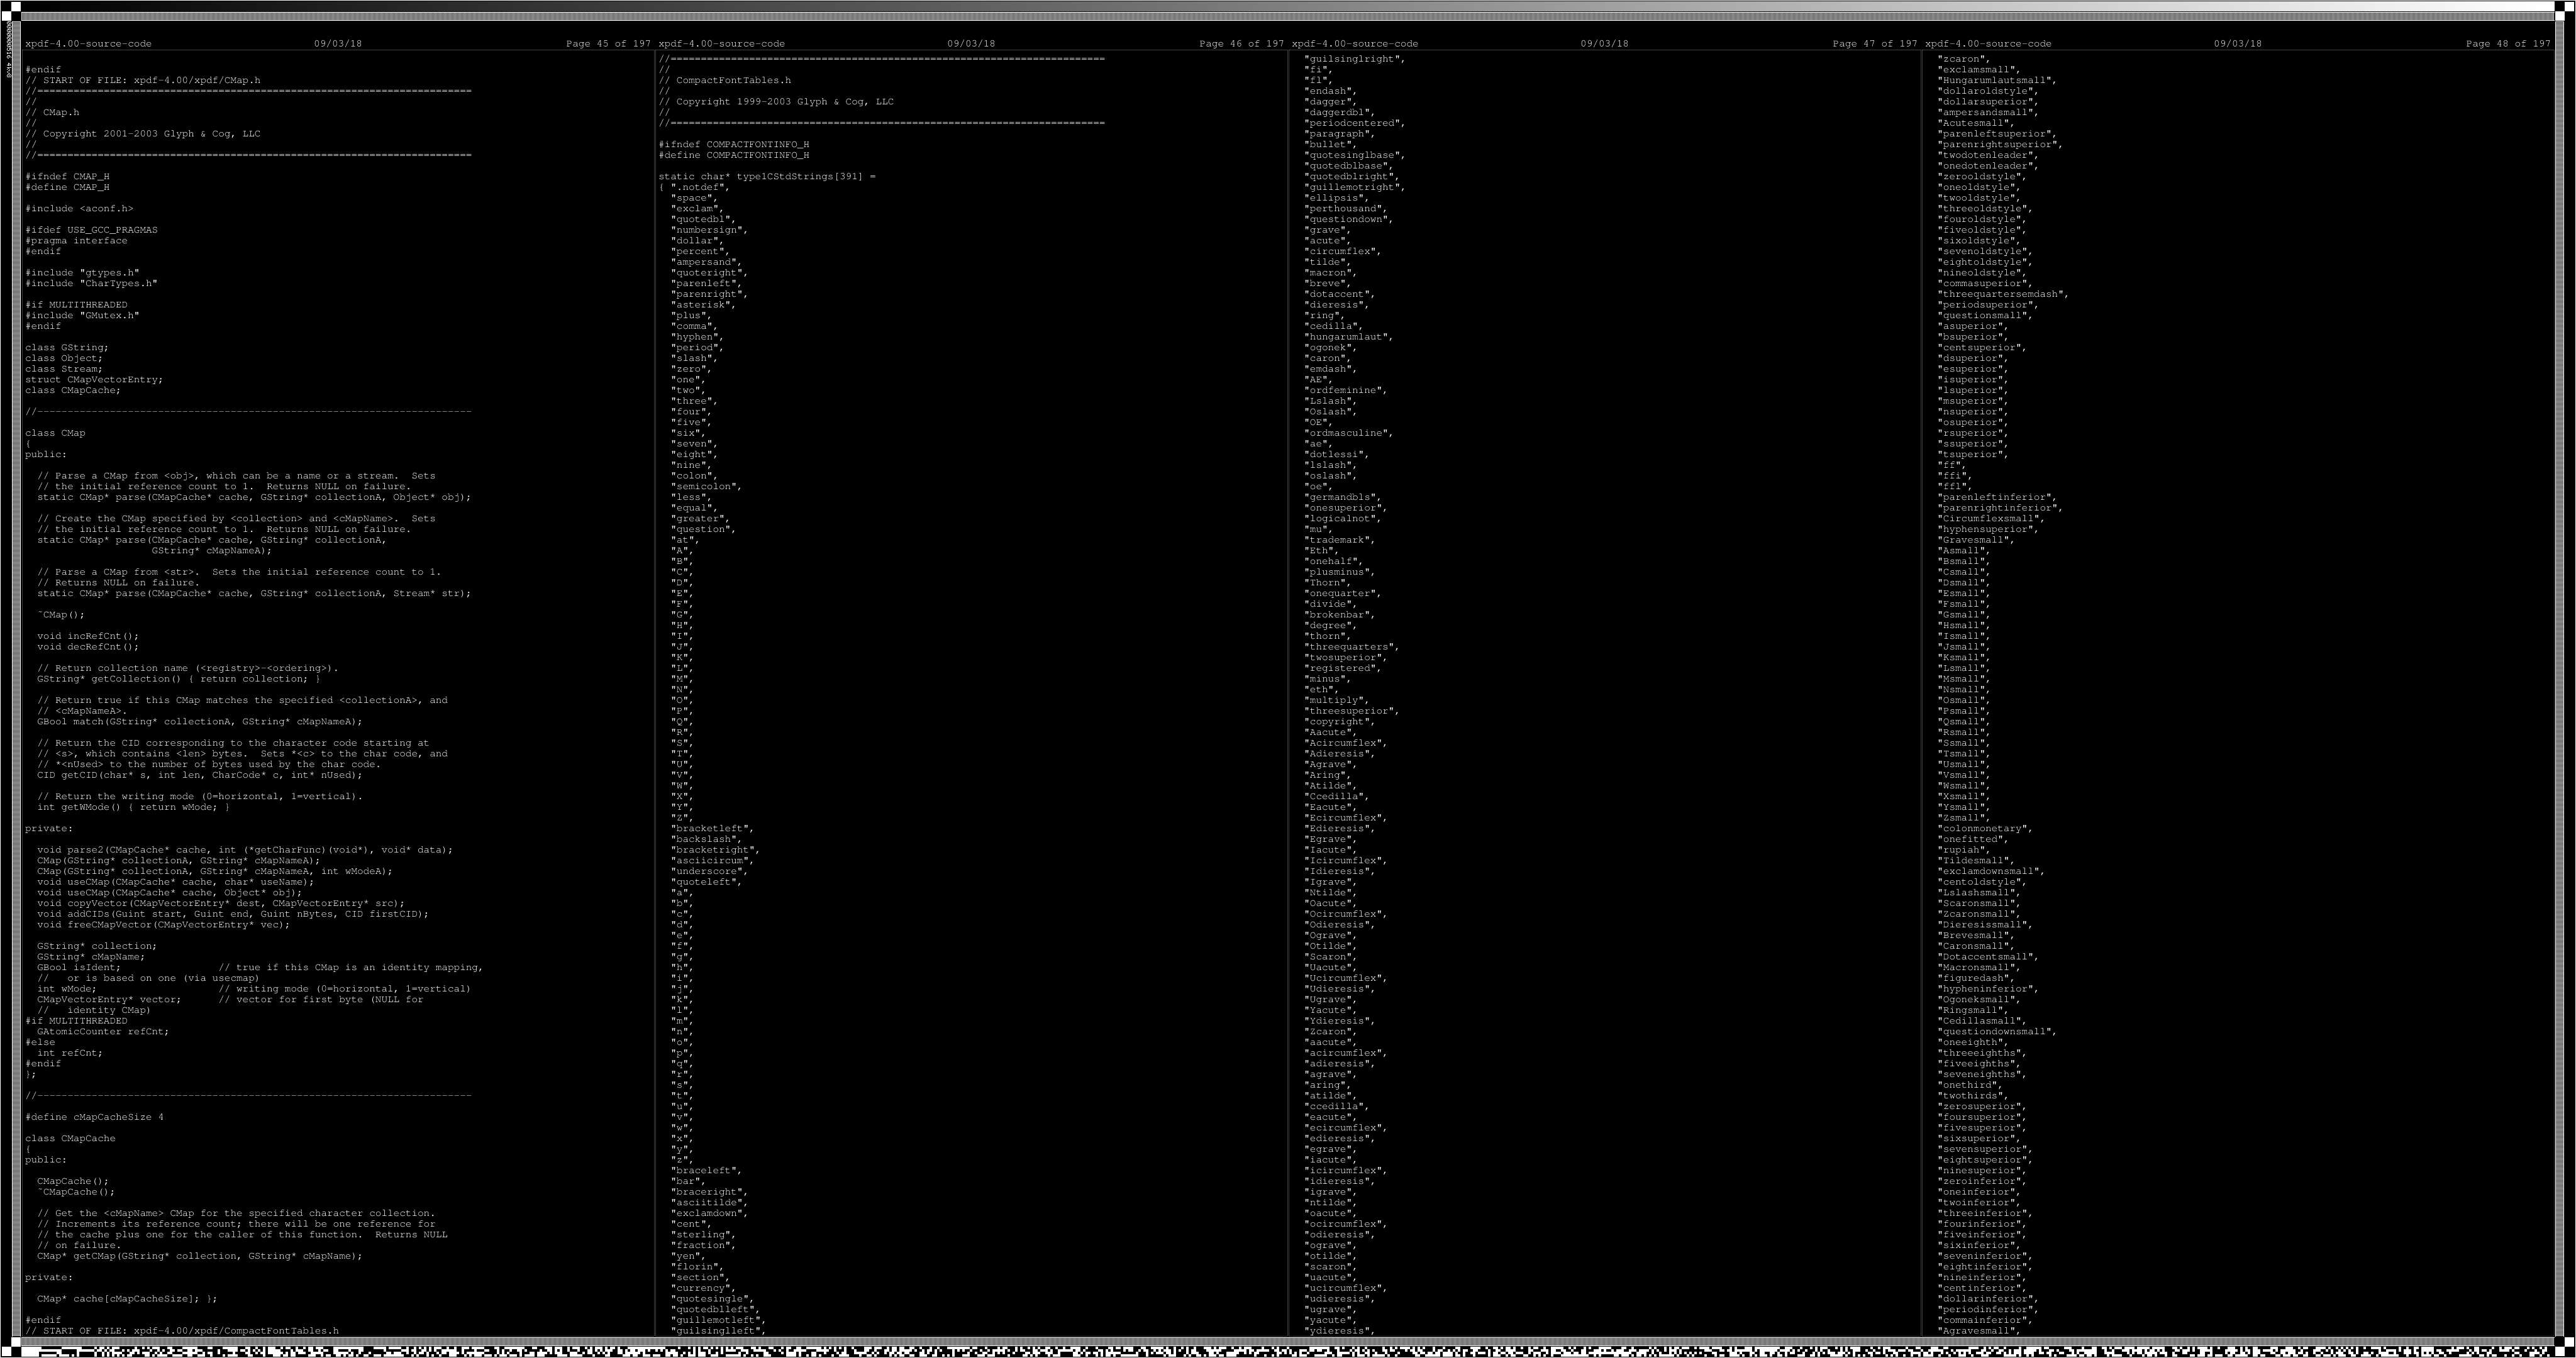 xpdf-4.00-source-code 09/03/18 Page 45 of 197
#endif
// START OF FILE: xpdf-4.00/xpdf/CMap.h
//========================================================================
//
// CMap.h
//
// Copyright 2001-2003 Glyph & Cog, LLC
//
//========================================================================
#ifndef CMAP_H
#define CMAP_H
#include <aconf.h>
#ifdef USE_GCC_PRAGMAS
#pragma interface
#endif
#include "gtypes.h"
#include "CharTypes.h"
#if MULTITHREADED
#include "GMutex.h"
#endif
class GString;
class Object;
class Stream;
struct CMapVectorEntry;
class CMapCache;
//------------------------------------------------------------------------
class CMap
{
public:
// Parse a CMap from <obj>, which can be a name or a stream.  Sets
// the initial reference count to 1.  Returns NULL on failure.
static CMap* parse(CMapCache* cache, GString* collectionA, Object* obj);
// Create the CMap specified by <collection> and <cMapName>.  Sets
// the initial reference count to 1.  Returns NULL on failure.
static CMap* parse(CMapCache* cache, GString* collectionA,
GString* cMapNameA);
// Parse a CMap from <str>.  Sets the initial reference count to 1.
// Returns NULL on failure.
static CMap* parse(CMapCache* cache, GString* collectionA, Stream* str);
~CMap();
void incRefCnt();
void decRefCnt();
// Return collection name (<registry>-<ordering>).
GString* getCollection() { return collection; }
// Return true if this CMap matches the specified <collectionA>, and
// <cMapNameA>.
GBool match(GString* collectionA, GString* cMapNameA);
// Return the CID corresponding to the character code starting at
// <s>, which contains <len> bytes.  Sets *<c> to the char code, and
// *<nUsed> to the number of bytes used by the char code.
CID getCID(char* s, int len, CharCode* c, int* nUsed);
// Return the writing mode (0=horizontal, 1=vertical).
int getWMode() { return wMode; }
private:
void parse2(CMapCache* cache, int (*getCharFunc)(void*), void* data);
CMap(GString* collectionA, GString* cMapNameA);
CMap(GString* collectionA, GString* cMapNameA, int wModeA);
void useCMap(CMapCache* cache, char* useName);
void useCMap(CMapCache* cache, Object* obj);
void copyVector(CMapVectorEntry* dest, CMapVectorEntry* src);
void addCIDs(Guint start, Guint end, Guint nBytes, CID firstCID);
void freeCMapVector(CMapVectorEntry* vec);
GString* collection;
GString* cMapName;
GBool isIdent; // true if this CMap is an identity mapping,
//   or is based on one (via usecmap)
int wMode; // writing mode (0=horizontal, 1=vertical)
CMapVectorEntry* vector; // vector for first byte (NULL for
//   identity CMap)
#if MULTITHREADED
GAtomicCounter refCnt;
#else
int refCnt;
#endif
};
//------------------------------------------------------------------------
#define cMapCacheSize 4
class CMapCache
{
public:
CMapCache();
~CMapCache();
// Get the <cMapName> CMap for the specified character collection.
// Increments its reference count; there will be one reference for
// the cache plus one for the caller of this function.  Returns NULL
// on failure.
CMap* getCMap(GString* collection, GString* cMapName);
private:
CMap* cache[cMapCacheSize]; };
#endif
// START OF FILE: xpdf-4.00/xpdf/CompactFontTables.h
xpdf-4.00-source-code 09/03/18 Page 46 of 197
//========================================================================
//
// CompactFontTables.h
//
// Copyright 1999-2003 Glyph & Cog, LLC
//
//========================================================================
#ifndef COMPACTFONTINFO_H
#define COMPACTFONTINFO_H
static char* type1CStdStrings[391] =
{ ".notdef",
"space",
"exclam",
"quotedbl",
"numbersign",
"dollar",
"percent",
"ampersand",
"quoteright",
"parenleft",
"parenright",
"asterisk",
"plus",
"comma",
"hyphen",
"period",
"slash",
"zero",
"one",
"two",
"three",
"four",
"five",
"six",
"seven",
"eight",
"nine",
"colon",
"semicolon",
"less",
"equal",
"greater",
"question",
"at",
"A",
"B",
"C",
"D",
"E",
"F",
"G",
"H",
"I",
"J",
"K",
"L",
"M",
"N",
"O",
"P",
"Q",
"R",
"S",
"T",
"U",
"V",
"W",
"X",
"Y",
"Z",
"bracketleft",
"backslash",
"bracketright",
"asciicircum",
"underscore",
"quoteleft",
"a",
"b",
"c",
"d",
"e",
"f",
"g",
"h",
"i",
"j",
"k",
"l",
"m",
"n",
"o",
"p",
"q",
"r",
"s",
"t",
"u",
"v",
"w",
"x",
"y",
"z",
"braceleft",
"bar",
"braceright",
"asciitilde",
"exclamdown",
"cent",
"sterling",
"fraction",
"yen",
"florin",
"section",
"currency",
"quotesingle",
"quotedblleft",
"guillemotleft",
"guilsinglleft",
xpdf-4.00-source-code 09/03/18 Page 47 of 197
"guilsinglright",
"fi",
"fl",
"endash",
"dagger",
"daggerdbl",
"periodcentered",
"paragraph",
"bullet",
"quotesinglbase",
"quotedblbase",
"quotedblright",
"guillemotright",
"ellipsis",
"perthousand",
"questiondown",
"grave",
"acute",
"circumflex",
"tilde",
"macron",
"breve",
"dotaccent",
"dieresis",
"ring",
"cedilla",
"hungarumlaut",
"ogonek",
"caron",
"emdash",
"AE",
"ordfeminine",
"Lslash",
"Oslash",
"OE",
"ordmasculine",
"ae",
"dotlessi",
"lslash",
"oslash",
"oe",
"germandbls",
"onesuperior",
"logicalnot",
"mu",
"trademark",
"Eth",
"onehalf",
"plusminus",
"Thorn",
"onequarter",
"divide",
"brokenbar",
"degree",
"thorn",
"threequarters",
"twosuperior",
"registered",
"minus",
"eth",
"multiply",
"threesuperior",
"copyright",
"Aacute",
"Acircumflex",
"Adieresis",
"Agrave",
"Aring",
"Atilde",
"Ccedilla",
"Eacute",
"Ecircumflex",
"Edieresis",
"Egrave",
"Iacute",
"Icircumflex",
"Idieresis",
"Igrave",
"Ntilde",
"Oacute",
"Ocircumflex",
"Odieresis",
"Ograve",
"Otilde",
"Scaron",
"Uacute",
"Ucircumflex",
"Udieresis",
"Ugrave",
"Yacute",
"Ydieresis",
"Zcaron",
"aacute",
"acircumflex",
"adieresis",
"agrave",
"aring",
"atilde",
"ccedilla",
"eacute",
"ecircumflex",
"edieresis",
"egrave",
"iacute",
"icircumflex",
"idieresis",
"igrave",
"ntilde",
"oacute",
"ocircumflex",
"odieresis",
"ograve",
"otilde",
"scaron",
"uacute",
"ucircumflex",
"udieresis",
"ugrave",
"yacute",
"ydieresis",
xpdf-4.00-source-code 09/03/18 Page 48 of 197
"zcaron",
"exclamsmall",
"Hungarumlautsmall",
"dollaroldstyle",
"dollarsuperior",
"ampersandsmall",
"Acutesmall",
"parenleftsuperior",
"parenrightsuperior",
"twodotenleader",
"onedotenleader",
"zerooldstyle",
"oneoldstyle",
"twooldstyle",
"threeoldstyle",
"fouroldstyle",
"fiveoldstyle",
"sixoldstyle",
"sevenoldstyle",
"eightoldstyle",
"nineoldstyle",
"commasuperior",
"threequartersemdash",
"periodsuperior",
"questionsmall",
"asuperior",
"bsuperior",
"centsuperior",
"dsuperior",
"esuperior",
"isuperior",
"lsuperior",
"msuperior",
"nsuperior",
"osuperior",
"rsuperior",
"ssuperior",
"tsuperior",
"ff",
"ffi",
"ffl",
"parenleftinferior",
"parenrightinferior",
"Circumflexsmall",
"hyphensuperior",
"Gravesmall",
"Asmall",
"Bsmall",
"Csmall",
"Dsmall",
"Esmall",
"Fsmall",
"Gsmall",
"Hsmall",
"Ismall",
"Jsmall",
"Ksmall",
"Lsmall",
"Msmall",
"Nsmall",
"Osmall",
"Psmall",
"Qsmall",
"Rsmall",
"Ssmall",
"Tsmall",
"Usmall",
"Vsmall",
"Wsmall",
"Xsmall",
"Ysmall",
"Zsmall",
"colonmonetary",
"onefitted",
"rupiah",
"Tildesmall",
"exclamdownsmall",
"centoldstyle",
"Lslashsmall",
"Scaronsmall",
"Zcaronsmall",
"Dieresissmall",
"Brevesmall",
"Caronsmall",
"Dotaccentsmall",
"Macronsmall",
"figuredash",
"hypheninferior",
"Ogoneksmall",
"Ringsmall",
"Cedillasmall",
"questiondownsmall",
"oneeighth",
"threeeighths",
"fiveeighths",
"seveneighths",
"onethird",
"twothirds",
"zerosuperior",
"foursuperior",
"fivesuperior",
"sixsuperior",
"sevensuperior",
"eightsuperior",
"ninesuperior",
"zeroinferior",
"oneinferior",
"twoinferior",
"threeinferior",
"fourinferior",
"fiveinferior",
"sixinferior",
"seveninferior",
"eightinferior",
"nineinferior",
"centinferior",
"dollarinferior",
"periodinferior",
"commainferior",
"Agravesmall",